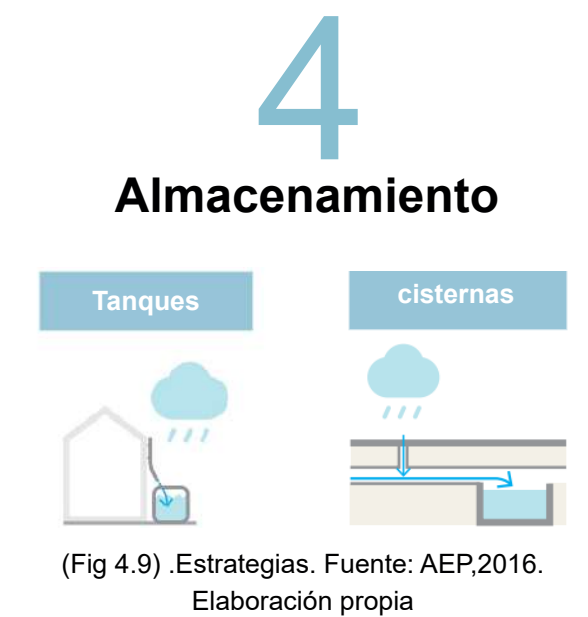 4
Almacenamiento
Tanques
cisternas
(Fig 4.9) .Estrategias. Fuente: AEP,2016.
Elaboración propia